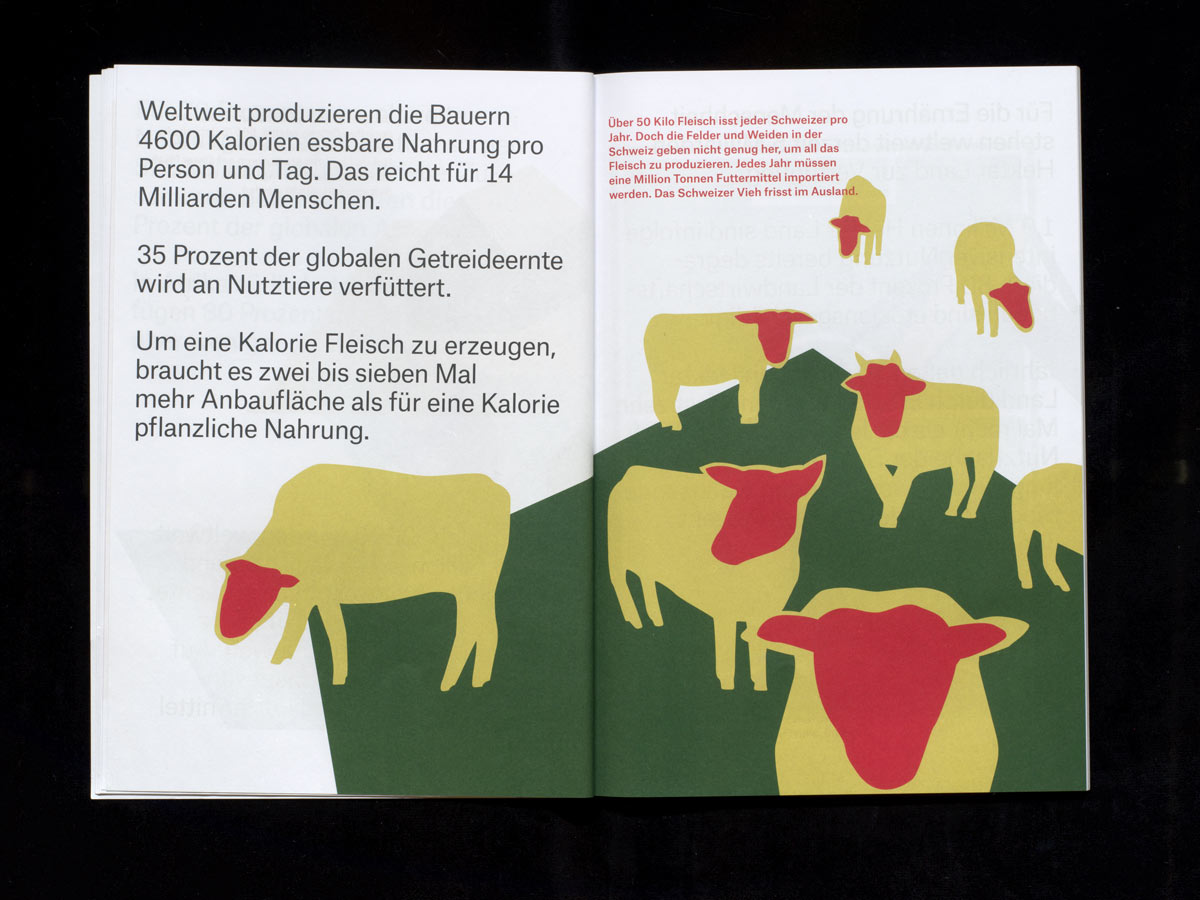 Weltweit produzieren die Bauern
4600 Kalorien essbare Nahrung pro
Person und Tag. Das reicht für 14
Milliarden Menschen.
35 Prozent der globalen Getreideernte
wird an Nutztiere verfüttert.
Um eine Kalorie Fleisch zu erzeugen,
braucht es zwei bis sieben Mal
mehr Anbaufläche als für eine Kalorie
pflanzliche Nahrung.
Über 50 Kilo Fleisch isst jeder Schweizer pro
Jahr. Doch die Felder und Weiden in der
Schweiz geben nicht genug her, um all das
Fleisch zu produzieren. Jedes Jahr müssen
eine Million Tonnen Futtermittel importiert
werden. Das Schweizer Vieh frisst im Ausland.